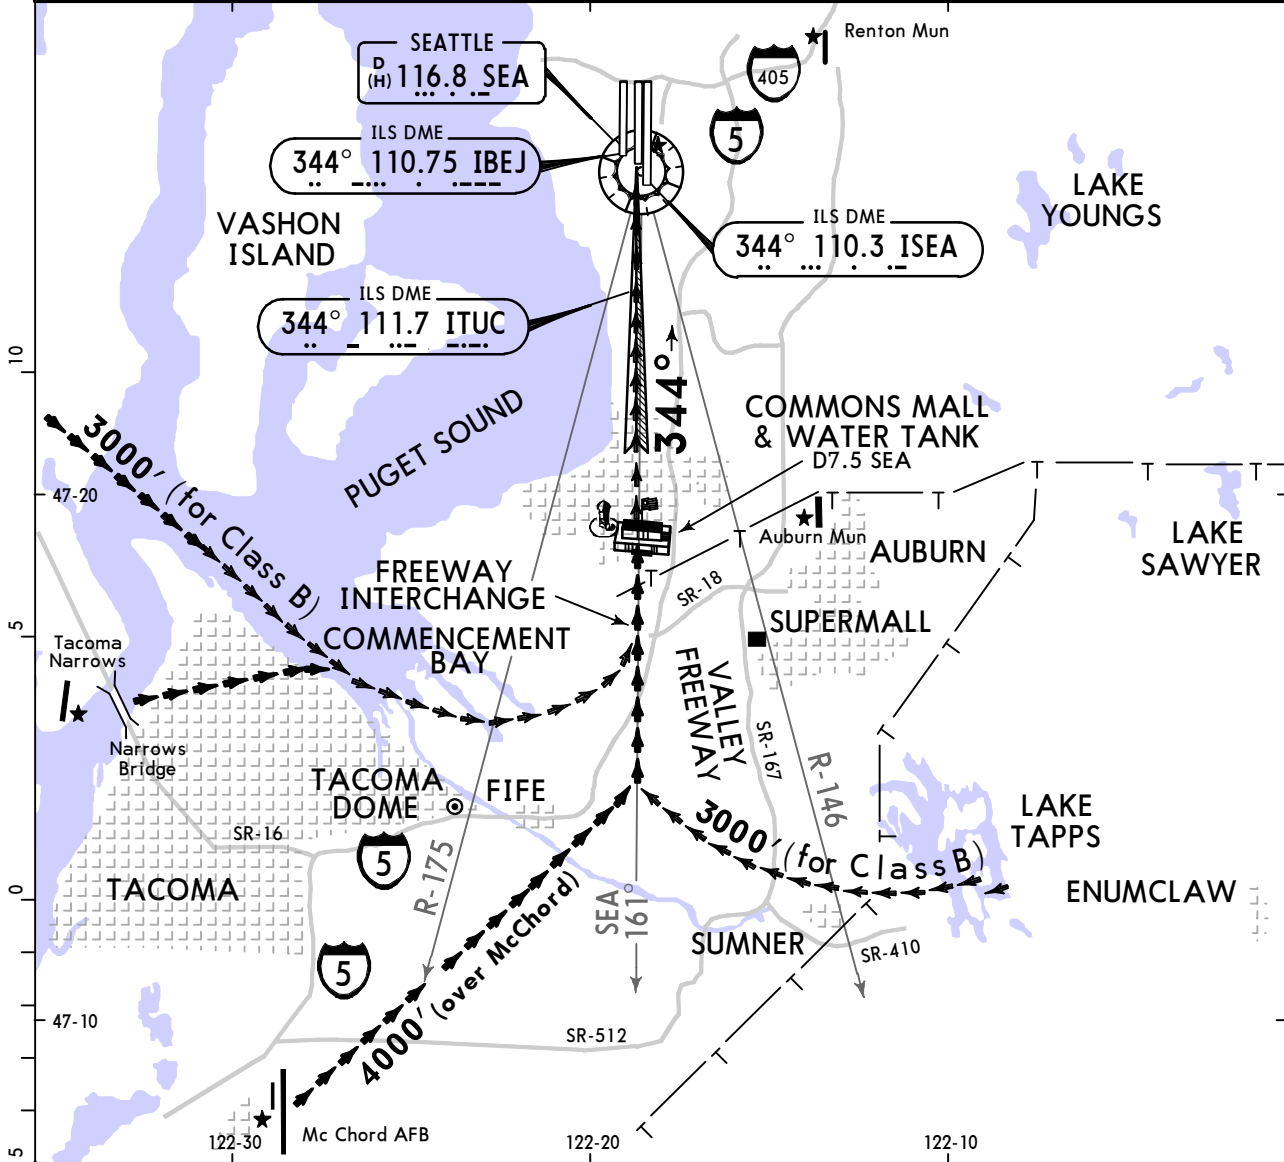 Renton Mun
SEATTLE
D
(H) 116.8 SEA
405
5
ILS DME
344° 110.75 IBEJ
LAKE
YOUNGS
VASHON
ISLAND
ILS DME
344° 110.3 ISEA
ILS DME
344° 111.7 ITUC
10
344°
COMMONS MALL
& WATER TANK
D7.5 SEA
PUGET SOUND
3000' (for Class B)
47-20
Auburn Mun
AUBURN
LAKE
SAWYER
FREEWAY
INTERCHANGE
SR-18
5
COMMENCEMENT
BAY
SUPERMALL
Tacoma
Narrows
VALLEY
FREEWAY
SR-167
Narrows
Bridge
R-146
TACOMA
DOME
FIFE
LAKE
TAPPS
3000' (for Class B)
SR-16
5
R-175
0
TACOMA
ENUMCLAW
SEA
161°
SUMNER
SR-410
5
4000' (over McChord)
47-10
SR-512
Mc Chord AFB
122-30
122-20
122-10
5